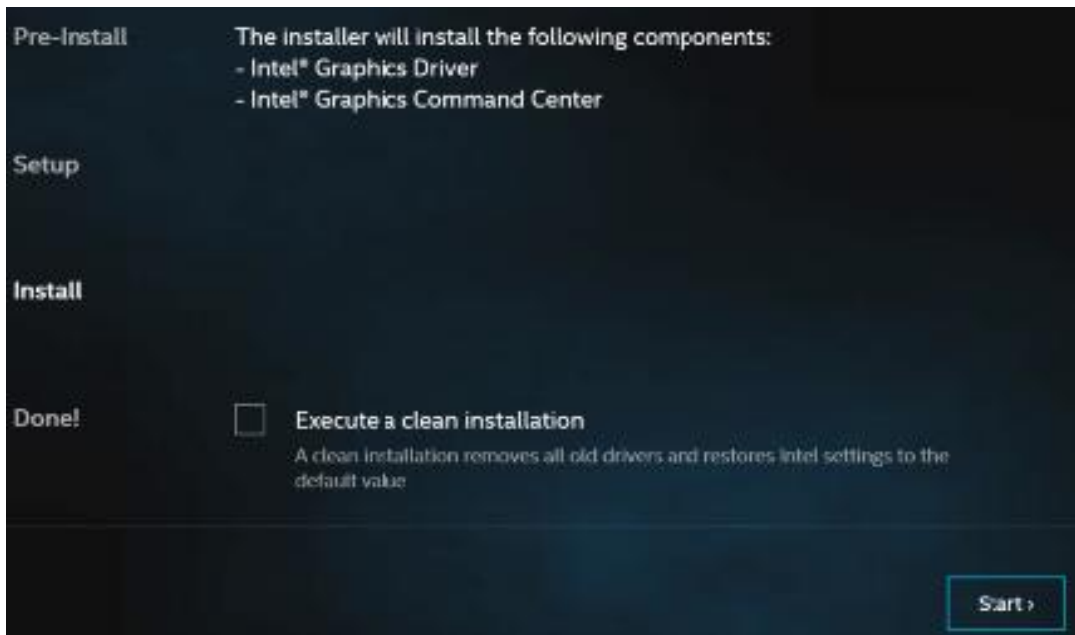 Pre-Install
The installer will install the following components:
- Intel® Graphics Driver
- Intel® Graphics Command Center
Setup
Install
Done!
Execute a clean installation
A clean installation removes all old drivers and restores Intel settings to the
default value
Start ›